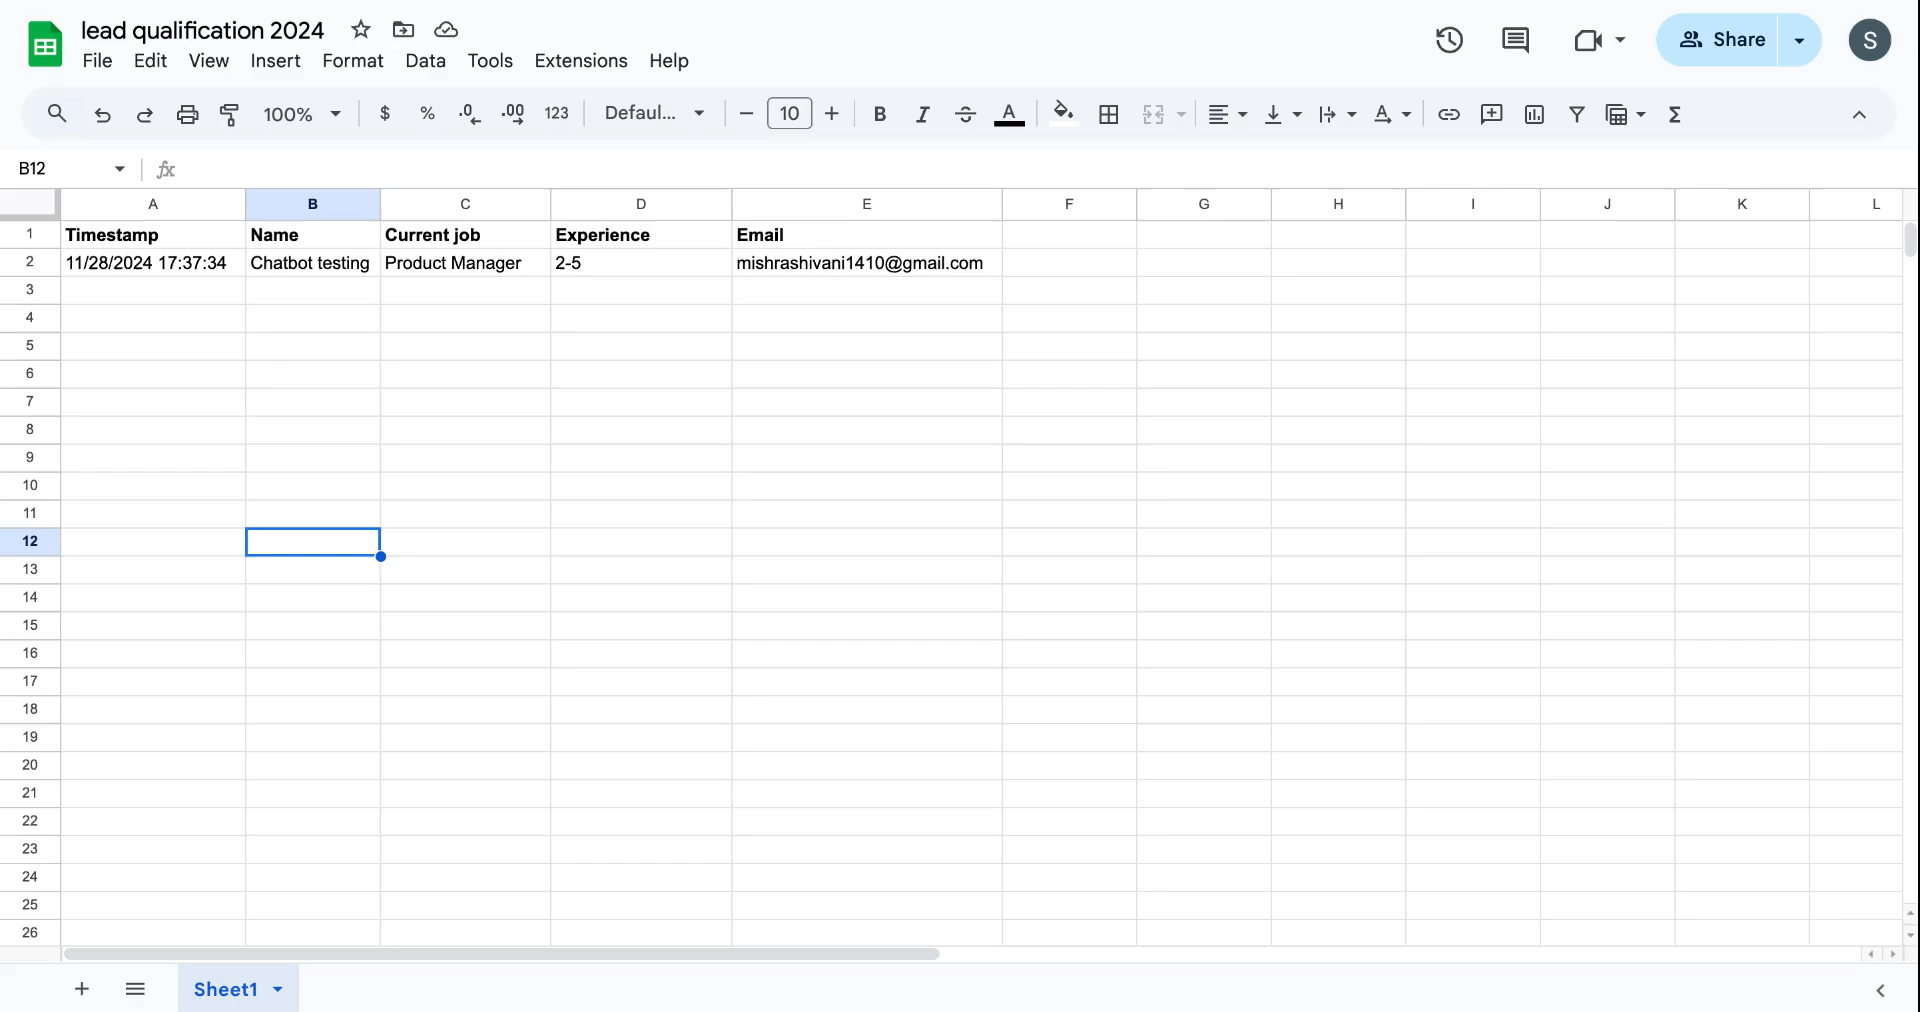 lead qualification 2024
File Edit View Insert Format Data Tools Extensions Help
Share
S
100% $ % .0 .00 123 Defaul... 10 B I A A Σ
B12 fx
A B C D E F G H I J K L
1 Timestamp Name Current job Experience Email
2 11/28/2024 17:37:34 Chatbot testing Product Manager 2-5 mishrashivani1410@gmail.com
3
4
5
6
7
8
9
10
11
12
13
14
15
16
17
18
19
20
21
22
23
24
25
26
Sheet1